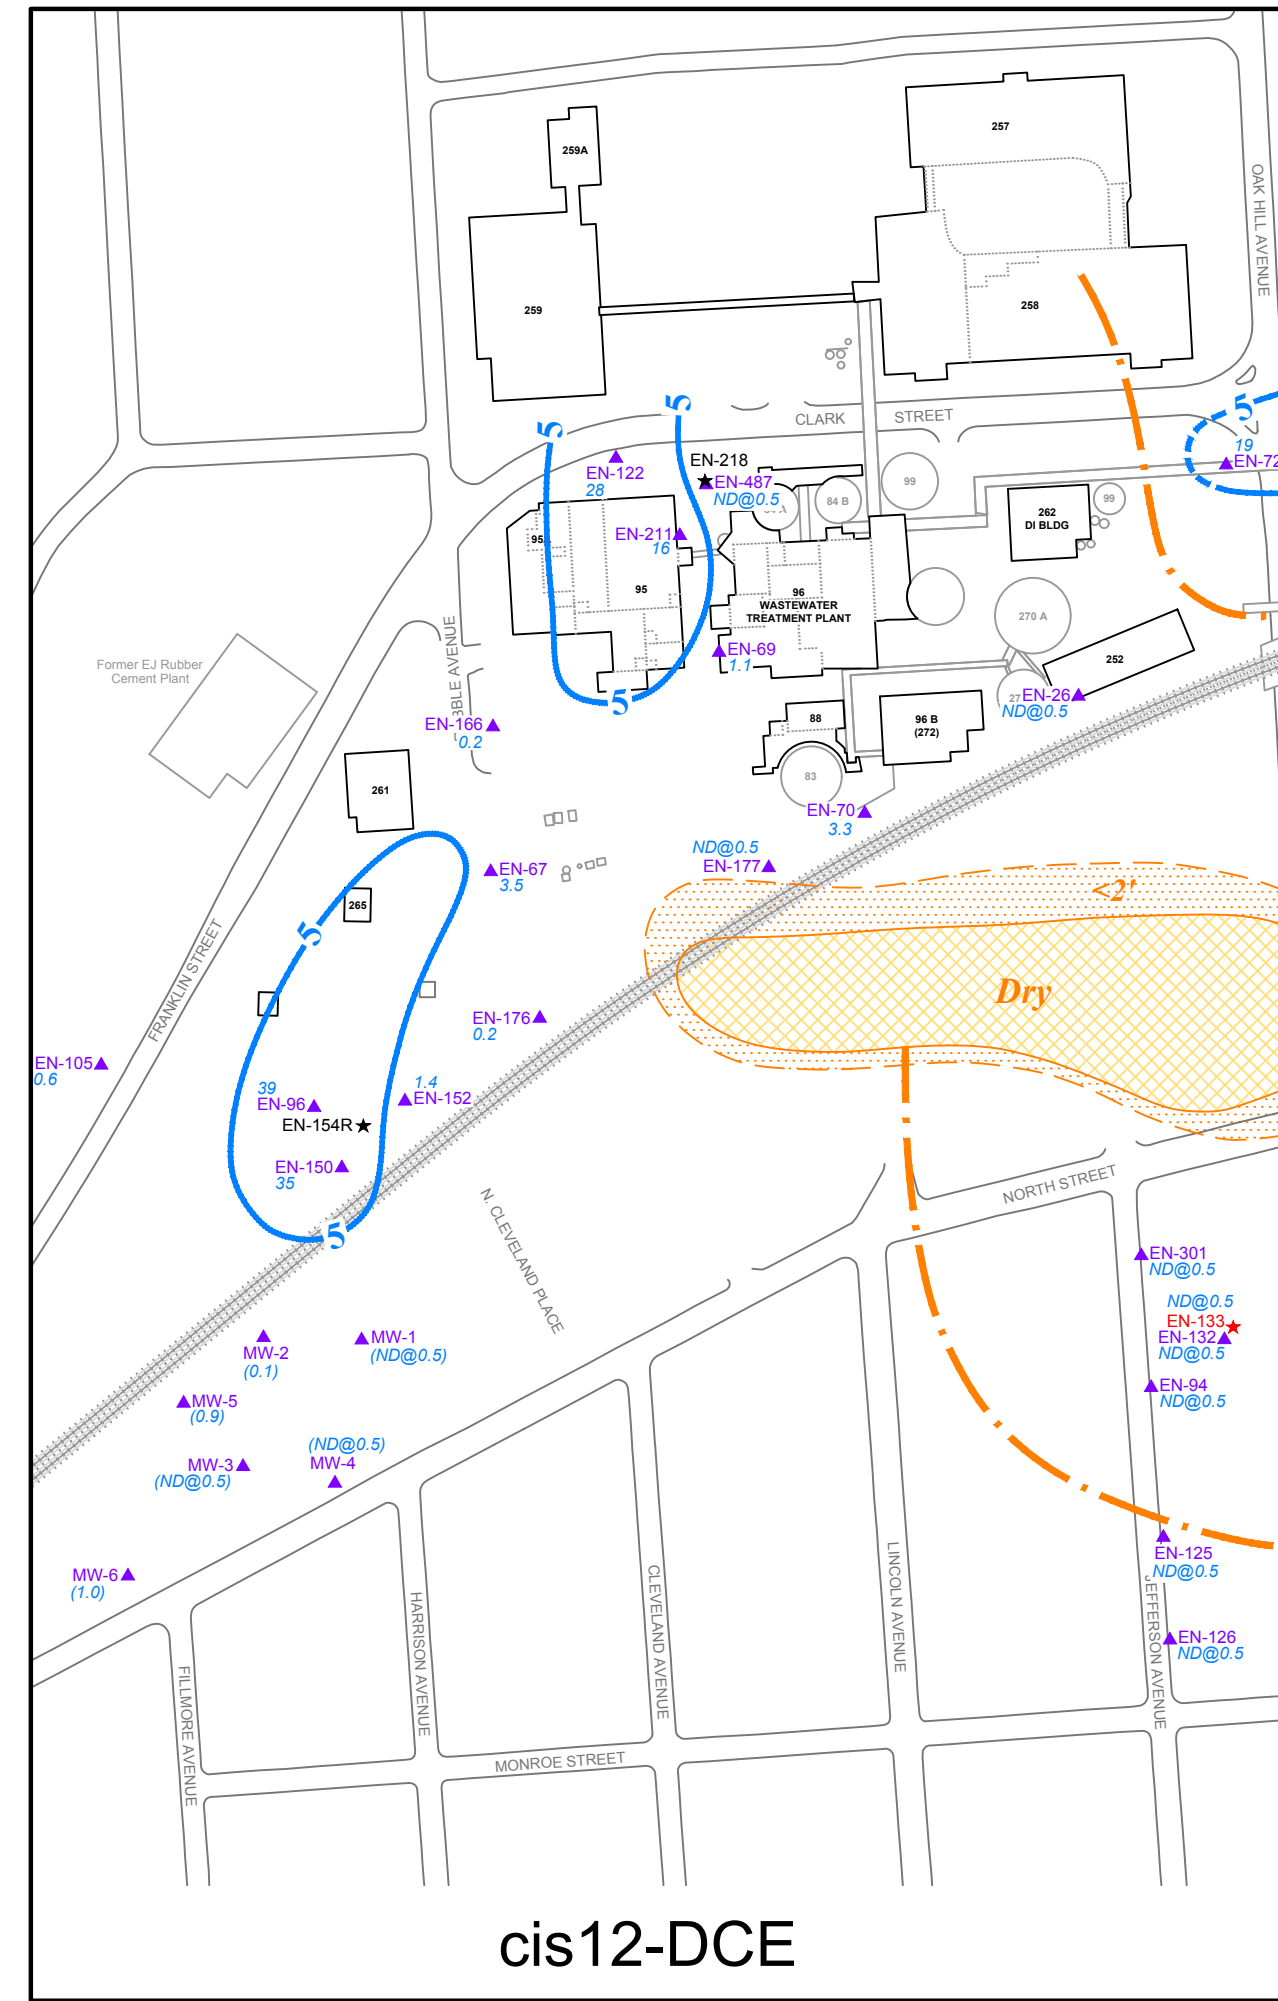 257
259A
OAK HILL AVENUE
259
258
5
5
5
CLARK STREET
EN-218
EN-122
28
EN-487
ND@0.5
19
EN-72
84 B
99
99
262
DI BLDG
EN-211
16
95
96
WASTEWATER
TREATMENT PLANT
270 A
EN-69
1.1
252
Former EJ Rubber
Cement Plant
5
EN-26
ND@0.5
EN-166
0.2
88
96 B
(272)
83
261
EN-70
3.3
ND@0.5
EN-177
EN-67
3.5
<2'
265
5
FRANKLIN STREET
Dry
EN-176
0.2
EN-105
0.6
39
EN-96
1.4
EN-152
EN-154R
EN-150
35
NORTH STREET
5
N. CLEVELAND PLACE
EN-301
ND@0.5
ND@0.5
EN-133
EN-132
ND@0.5
MW-2
(0.1)
MW-1
(ND@0.5)
EN-94
ND@0.5
MW-5
(0.9)
(ND@0.5)
MW-4
MW-3
(ND@0.5)
EN-125
ND@0.5
MW-6
(1.0)
HARRISON AVENUE
CLEVELAND AVENUE
LINCOLN AVENUE
JEFFERSON AVENUE
EN-126
ND@0.5
FILLMORE AVENUE
MONROE STREET
cis12-DCE